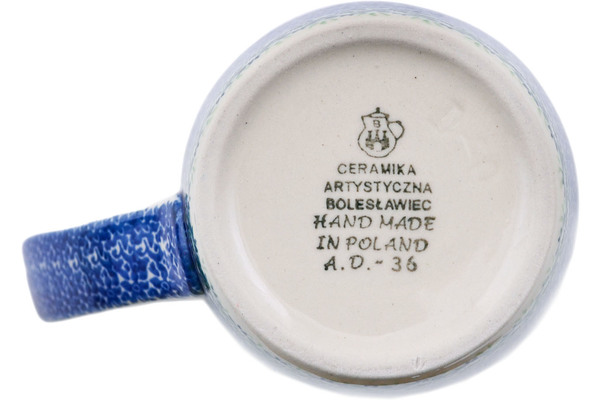 B
CERAMIKA
ARTYSTYCZNA
BOLESŁAWIEC
HAND MADE
IN POLAND
A.D.- 36